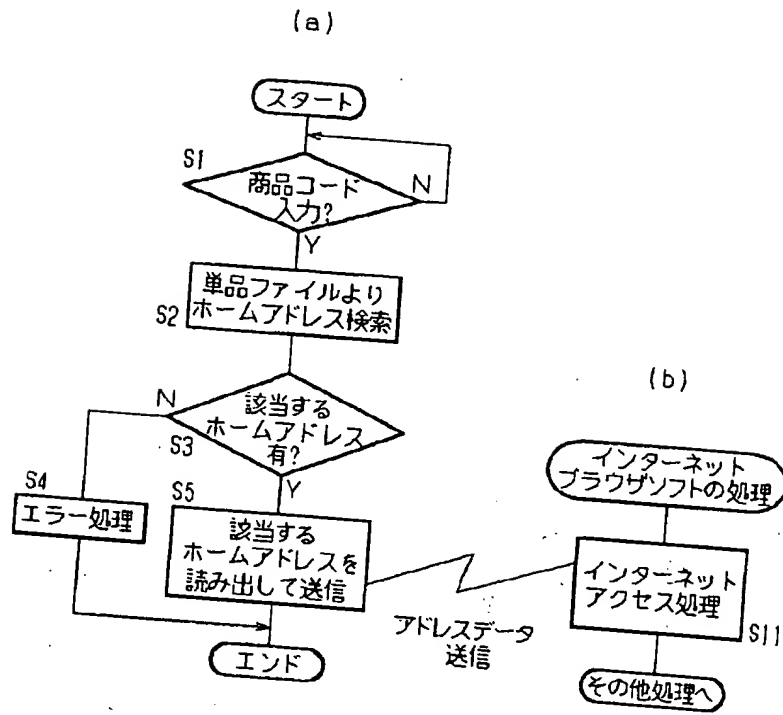 (a)
スタート
S1
商品コード
入力?
N
Y
単品ファイルより
ホームアドレス検索
S2
(b)
N
該当する
ホームアドレス
有?
S3
Y
S4
エラー処理
S5
該当する
ホームアドレスを
読み出して送信
エンド
アドレスデータ
送信
インターネット
ブラウザソフトの処理
インターネット
アクセス処理
S11
その他処理へ